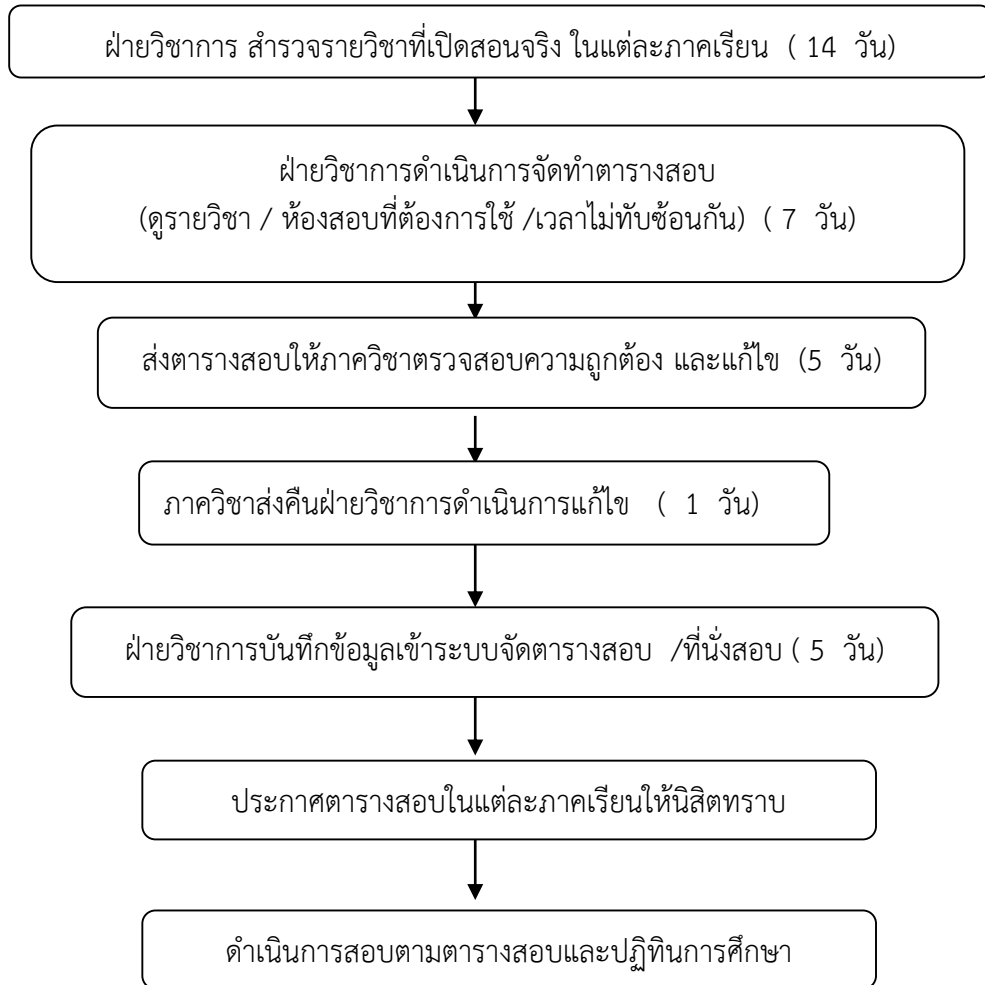 ฝ่ายวิชาการ สำรวจรายวิชาที่เปิดสอนจริง ในแต่ละภาคเรียน ( 14 วัน)
ฝ่ายวิชาการดำเนินการจัดทำตารางสอบ
(ดูรายวิชา / ห้องสอบที่ต้องการใช้ /เวลาไม่ทับซ้อนกัน) ( 7 วัน)
ส่งตารางสอบให้ภาควิชาตรวจสอบความถูกต้อง และแก้ไข (5 วัน)
ภาควิชาส่งคืนฝ่ายวิชาการดำเนินการแก้ไข ( 1 วัน)
ฝ่ายวิชาการบันทึกข้อมูลเข้าระบบจัดตารางสอบ /ที่นั่งสอบ ( 5 วัน)
ประกาศตารางสอบในแต่ละภาคเรียนให้นิสิตทราบ
ดำเนินการสอบตามตารางสอบและปฏิทินการศึกษา